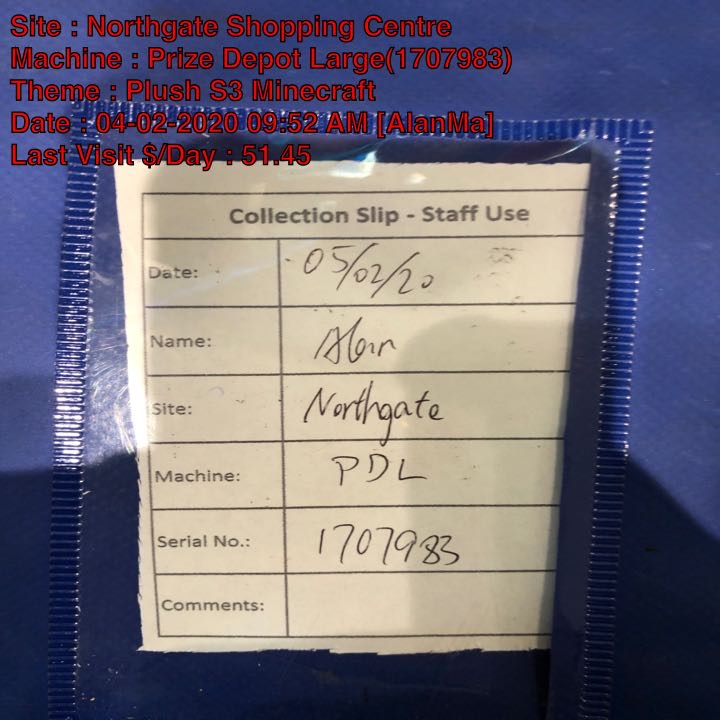 Site : Northgate Shopping Centre
Machine : Prize Depot Large(1707983)
Theme : Plush S3 Minecraft
Date : 04-02-2020 09:52 AM [AlanMa]
Last Visit $/Day : 51.45
Collection Slip - Staff Use
Date: 05/02/20
Name: Alan
Site: Northgate
Machine: PDL
Serial No.: 1707983
Comments: